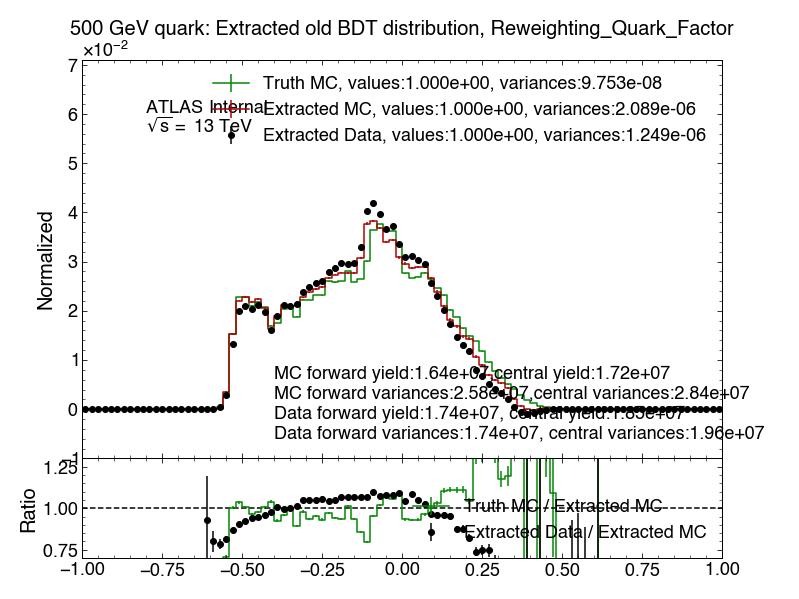 500 GeV quark: Extracted old BDT distribution, Reweighting_Quark_Factor
×10⁻²
7
6
5
4
3
2
1
0
−1
Normalized
ATLAS Internal
√s = 13 TeV
Truth MC, values:1.000e+00, variances:9.753e-08
Extracted MC, values:1.000e+00, variances:2.089e-06
Extracted Data, values:1.000e+00, variances:1.249e-06
MC forward yield:1.64e+07, central yield:1.72e+07
MC forward variances:2.58e+07, central variances:2.84e+07
Data forward yield:1.74e+07, central yield:1.85e+07
Data forward variances:1.74e+07, central variances:1.96e+07
1.25
1.00
0.75
Ratio
Truth MC / Extracted MC
Extracted Data / Extracted MC
−1.00 −0.75 −0.50 −0.25 0.00 0.25 0.50 0.75 1.00